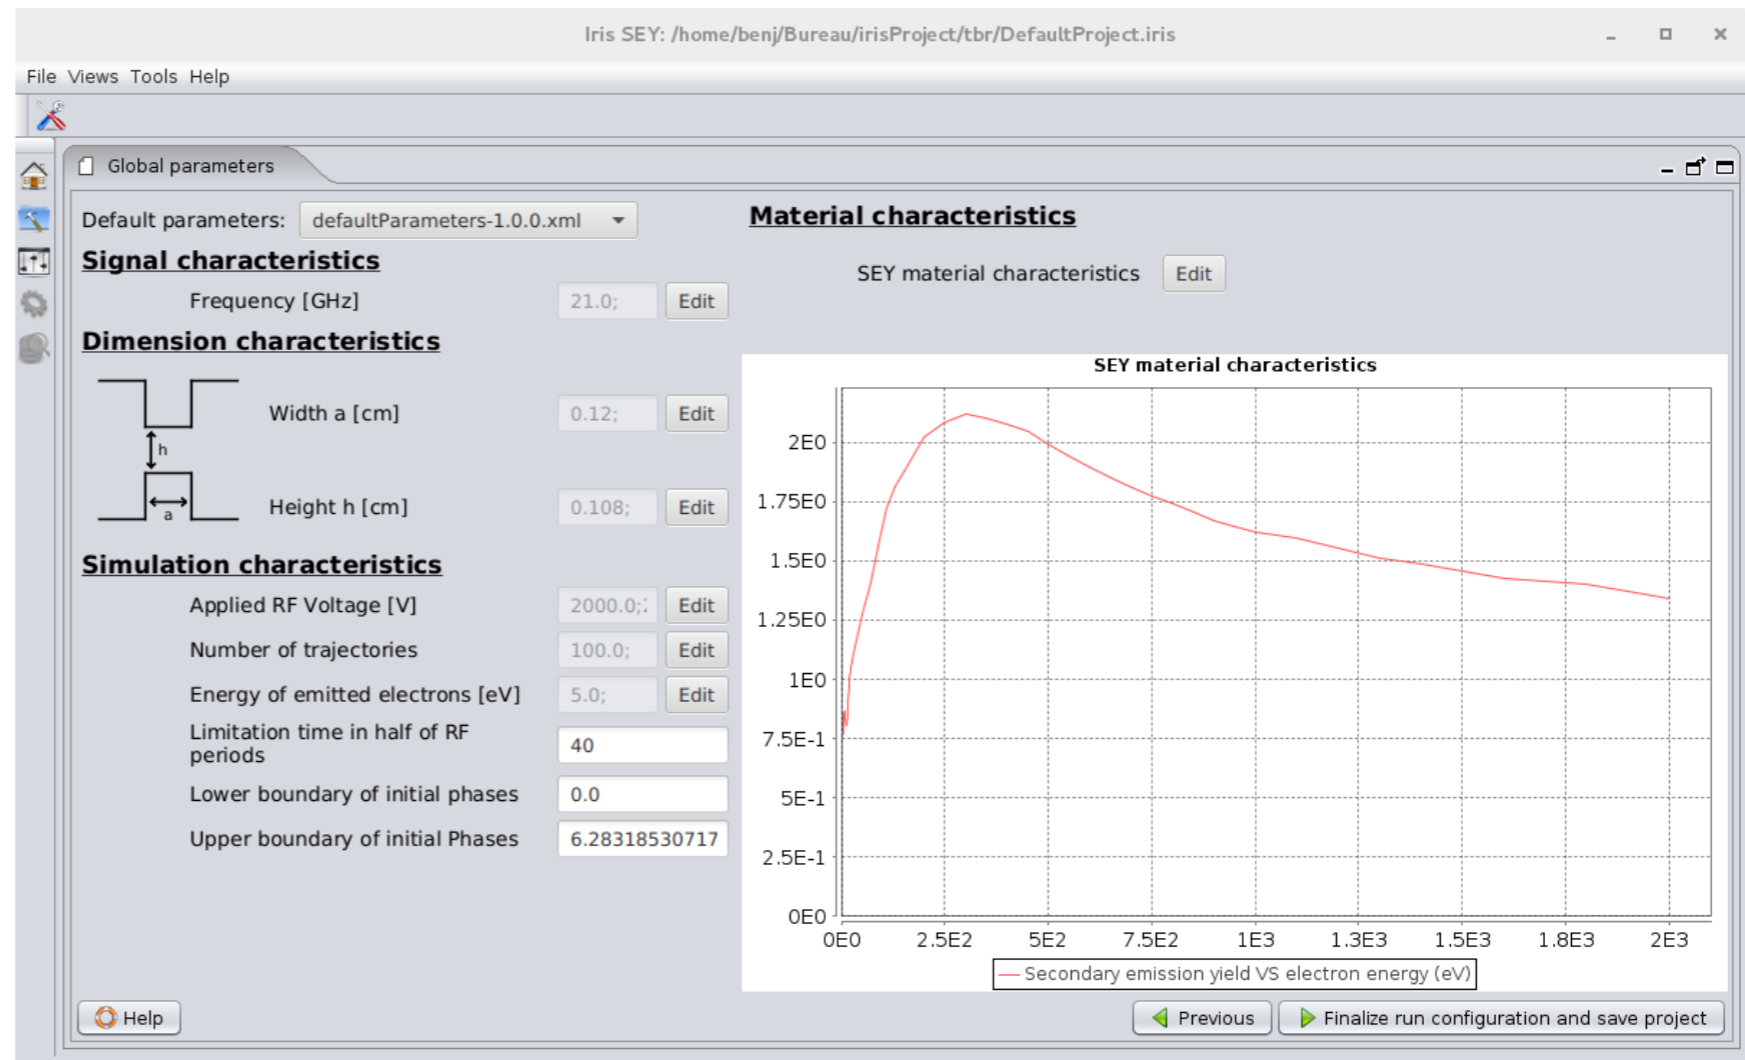 Iris SEY: /home/benj/Bureau/irisProject/tbr/DefaultProject.iris
File Views Tools Help
Global parameters
Default parameters: defaultParameters-1.0.0.xml
Signal characteristics
Frequency [GHz] 21.0; Edit
Dimension characteristics
h
a
Width a [cm] 0.12; Edit
Height h [cm] 0.108; Edit
Simulation characteristics
Applied RF Voltage [V] 2000.0; Edit
Number of trajectories 100.0; Edit
Energy of emitted electrons [eV] 5.0; Edit
Limitation time in half of RF
periods
40
Lower boundary of initial phases 0.0
Upper boundary of initial Phases 6.28318530717
Material characteristics
SEY material characteristics Edit
SEY material characteristics
2E0
1.75E0
1.5E0
1.25E0
1E0
7.5E-1
5E-1
2.5E-1
0E0
0E0 2.5E2 5E2 7.5E2 1E3 1.3E3 1.5E3 1.8E3 2E3
Secondary emission yield VS electron energy (eV)
Help
Previous
Finalize run configuration and save project